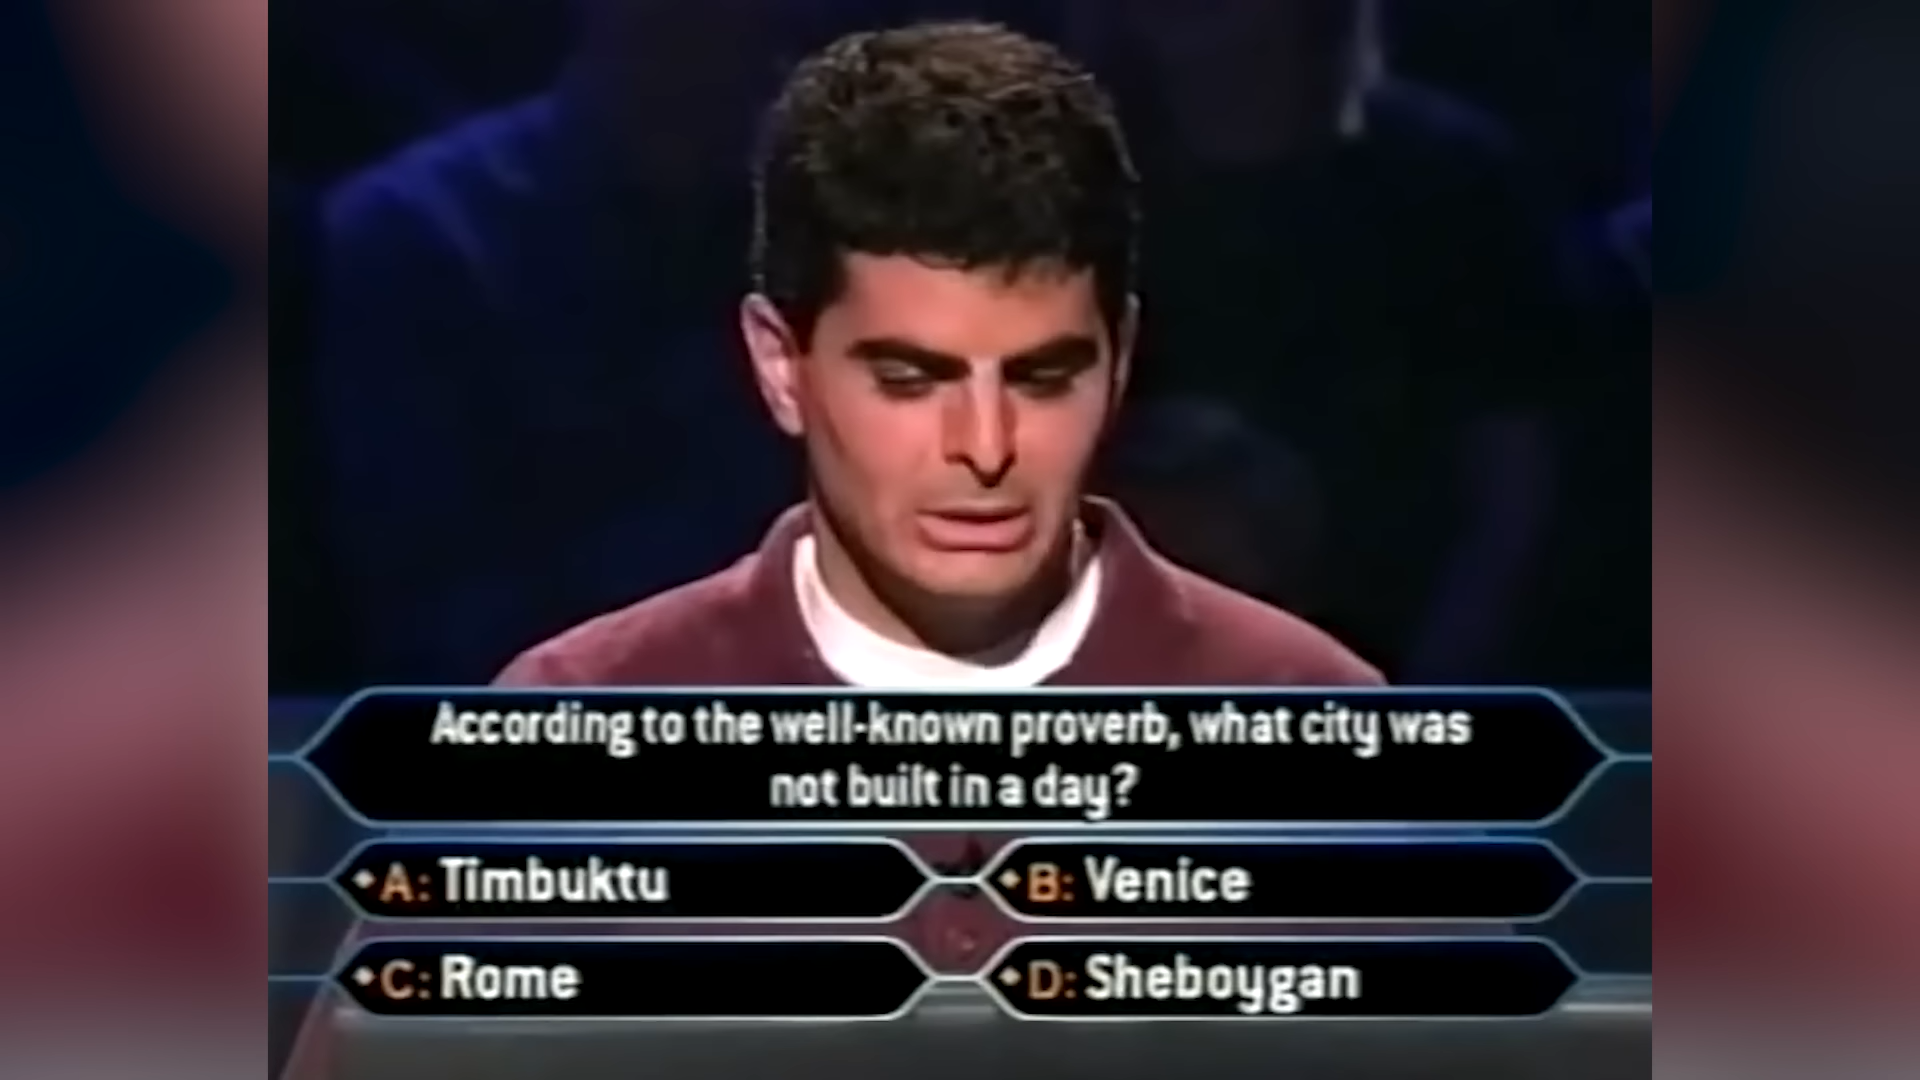 According to the well-known proverb, what city was
not built in a day?
A: Timbuktu
B: Venice
C: Rome
D: Sheboygan